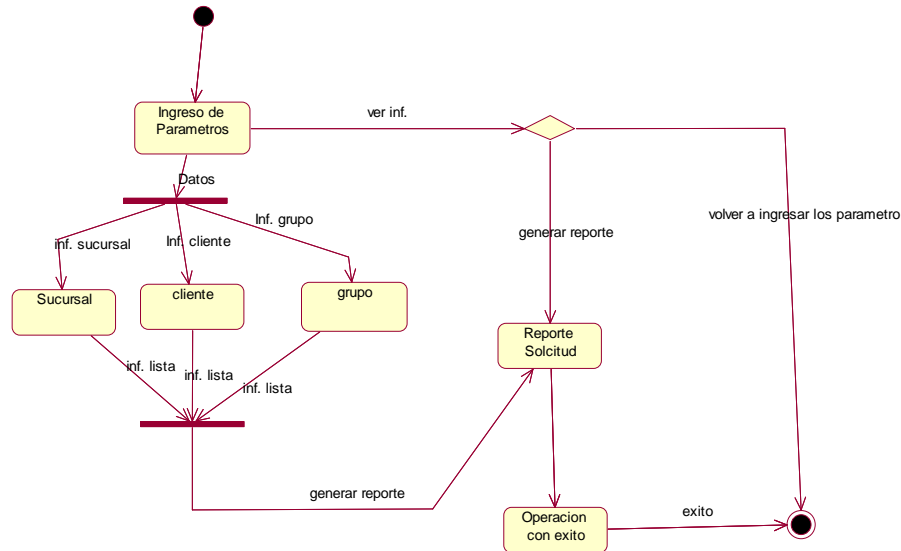 Ingreso de
Parametros
ver inf.
Datos
Inf. grupo
volver a ingresar los parametro
inf. sucursal
Inf. cliente
generar reporte
Sucursal
cliente
grupo
Reporte
Solcitud
inf. lista
inf. lista
inf. lista
generar reporte
Operacion
con exito
exito